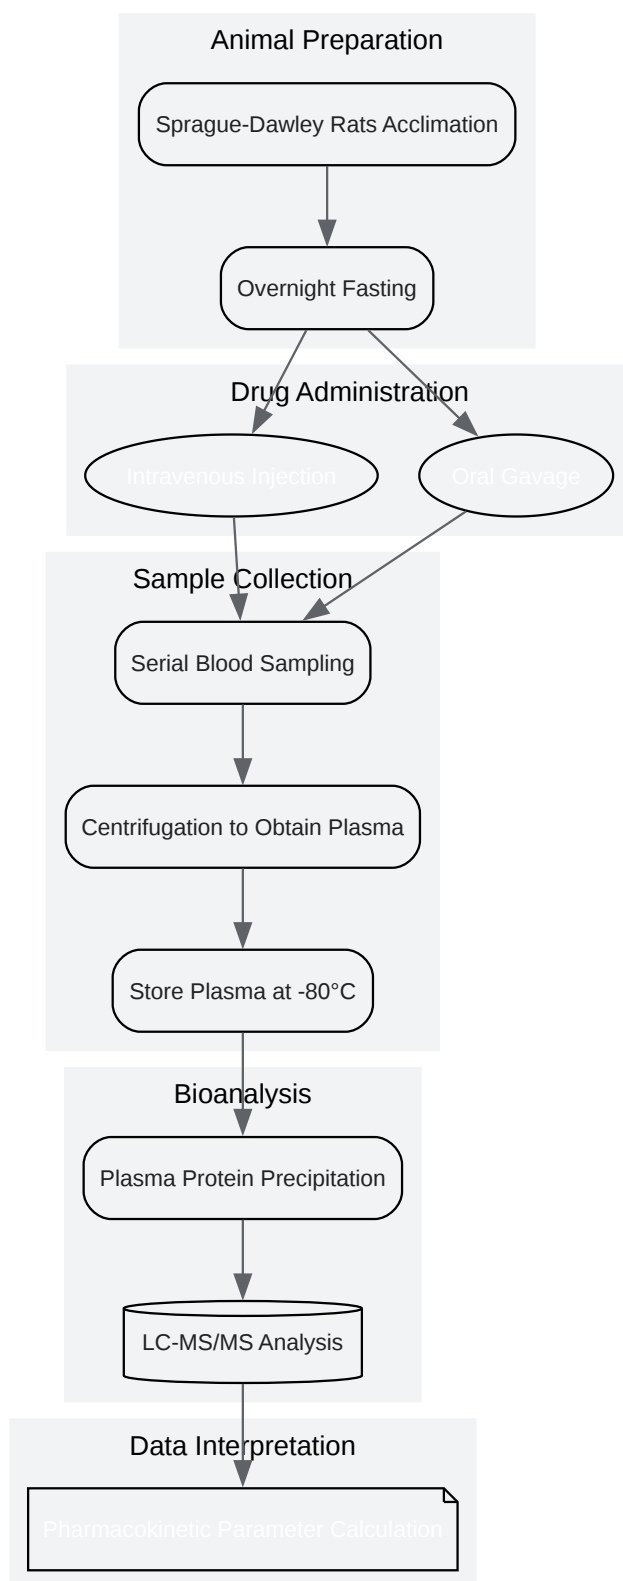 Animal Preparation
Sprague-Dawley Rats Acclimation
Overnight Fasting
Drug Administration
Intravenous Injection
Oral Gavage
Sample Collection
Serial Blood Sampling
Centrifugation to Obtain Plasma
Store Plasma at -80°C
Bioanalysis
Plasma Protein Precipitation
LC-MS/MS Analysis
Data Interpretation
Pharmacokinetic Parameter Calculation